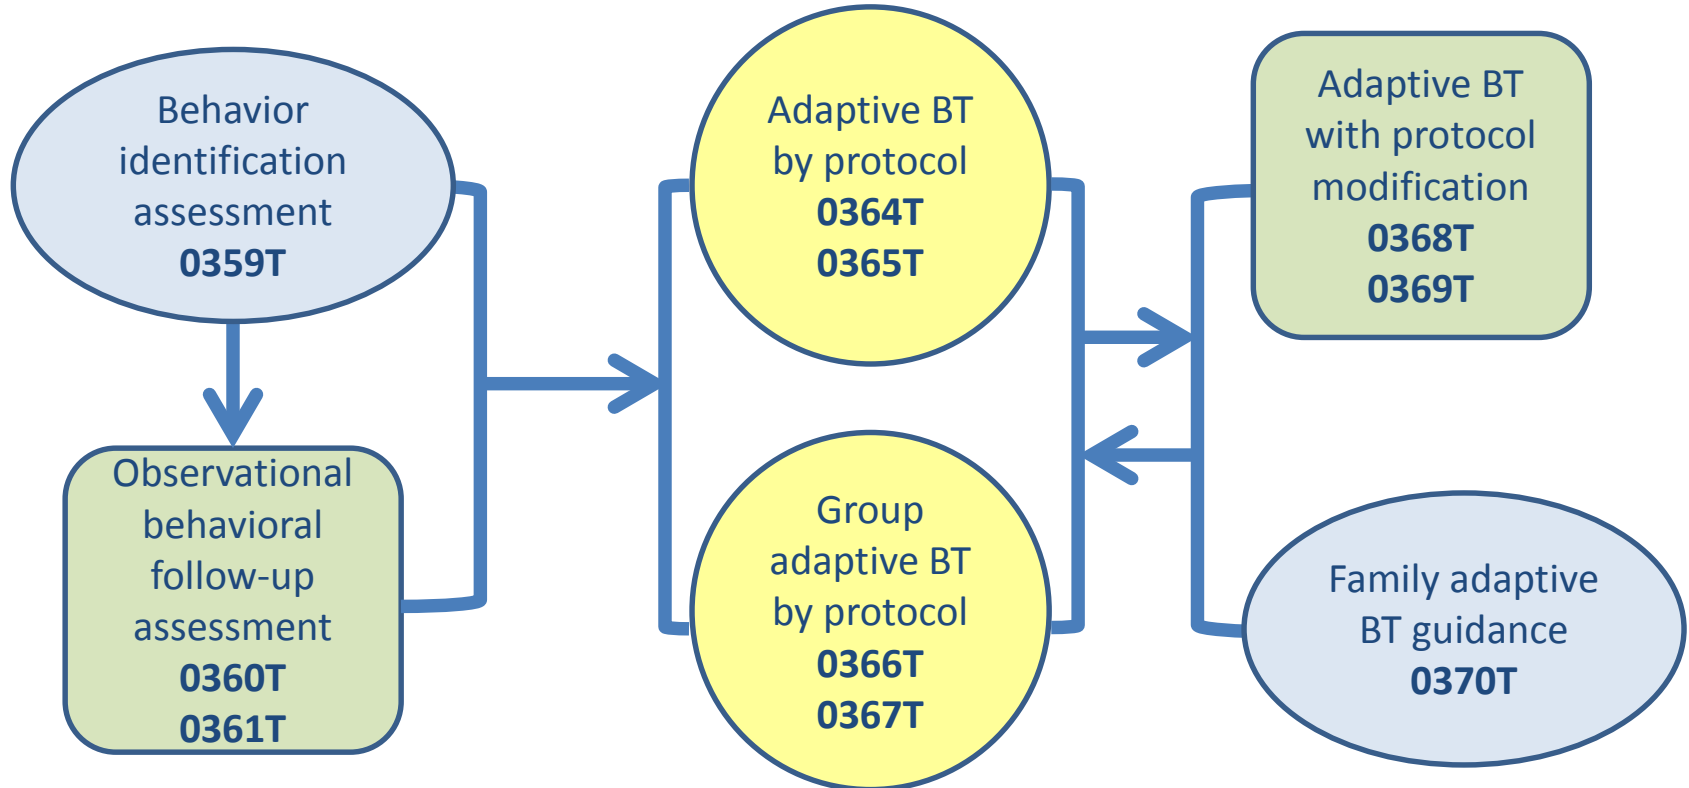 Behavior
identification
assessment
0359T
Observational
behavioral
follow-up
assessment
0360T
0361T
Adaptive BT
by protocol
0364T
0365T
Group
adaptive BT
by protocol
0366T
0367T
Adaptive BT
with protocol
modification
0368T
0369T
Family adaptive
BT guidance
0370T